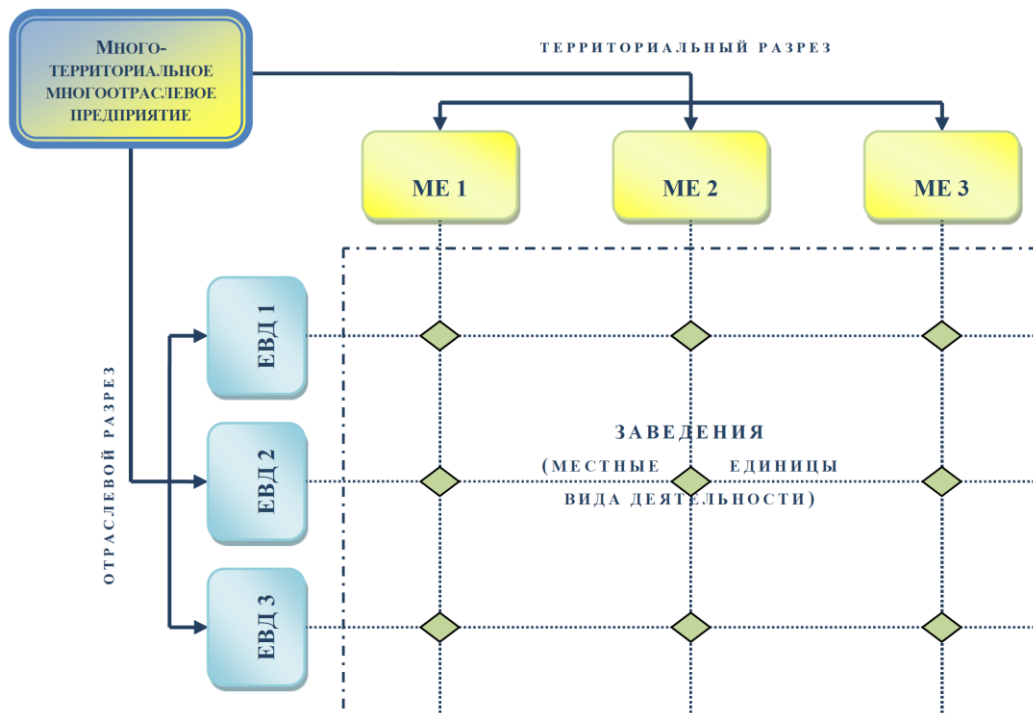 МНОГО-
ТЕРРИТОРИАЛЬНОЕ
МНОГООТРАСЛЕВОЕ
ПРЕДПРИЯТИЕ
ТЕРРИТОРИАЛЬНЫЙ РАЗРЕЗ
МЕ 1
МЕ 2
МЕ 3
ОТРАСЛЕВОЙ РАЗРЕЗ
ЕВД 1
ЕВД 2
ЕВД 3
ЗАВЕДЕНИЯ
(МЕСТНЫЕ ЕДИНИЦЫ
ВИДА ДЕЯТЕЛЬНОСТИ)